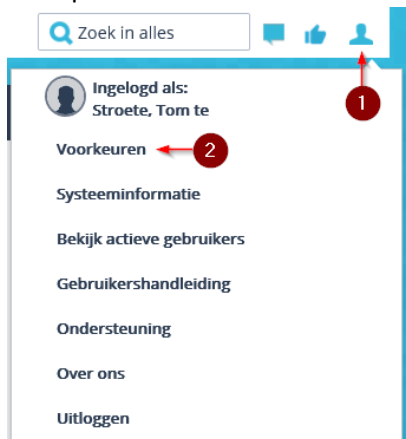 Zoek in alles
1
Ingelogd als:
Stroete, Tom te
Voorkeuren
2
Systeeminformatie
Bekijk actieve gebruikers
Gebruikershandleiding
Ondersteuning
Over ons
Uitloggen